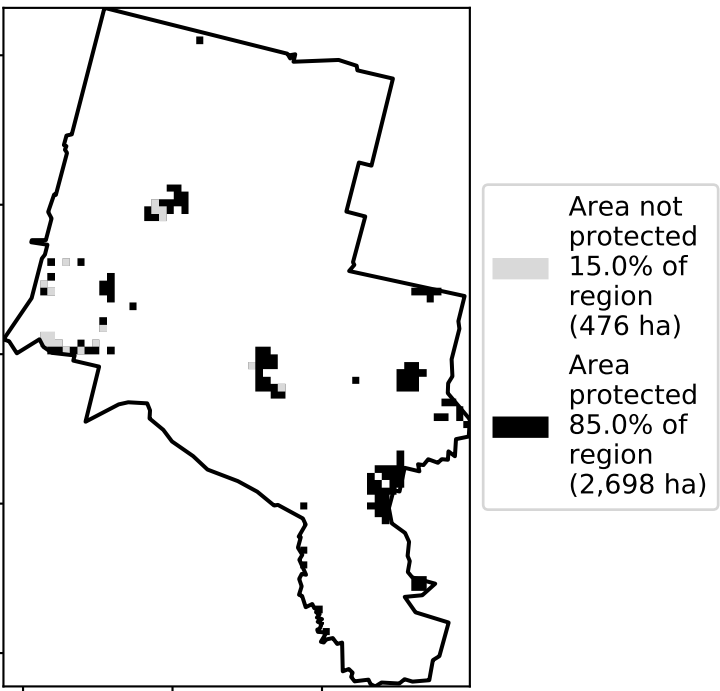 Area not
protected
15.0% of
region
(476 ha)
Area
protected
85.0% of
region
(2,698 ha)